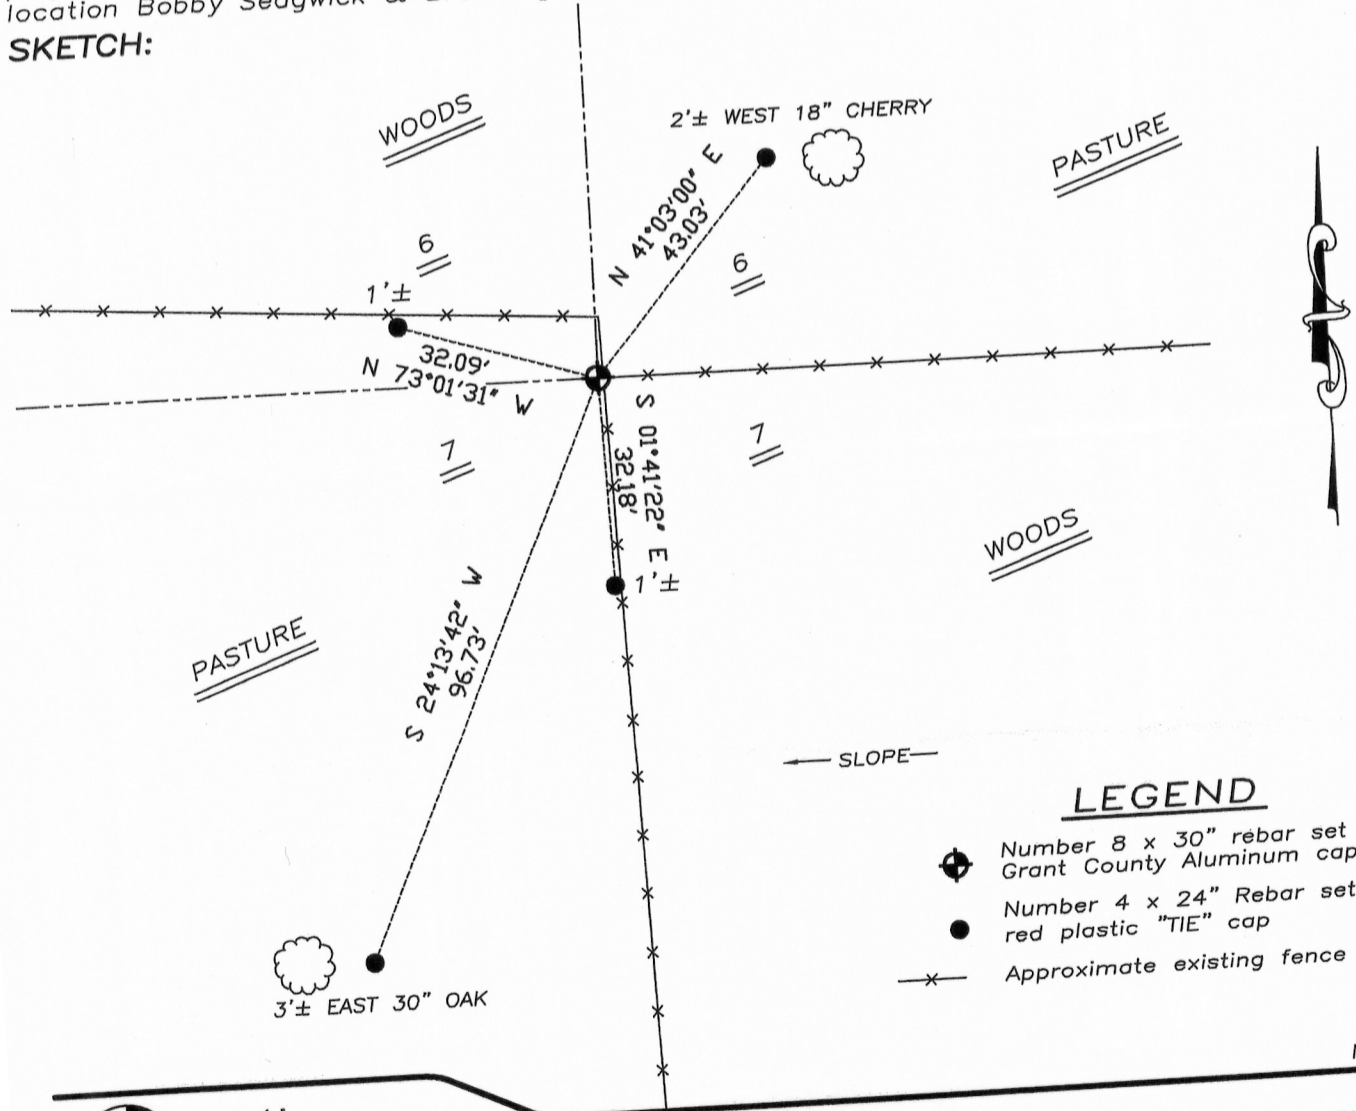 location Bobby Sedgwick &
SKETCH:
WOODS
2'± WEST 18" CHERRY
PASTURE
N 41°03'00" E
43.03'
6
6
1'±
32.09'
N 73°01'31" W
7
7
S 01°41'22" E
32.18'
WOODS
1'±
S 24°13'42" W
96.73'
PASTURE
SLOPE
LEGEND
Number 8 x 30" rebar set
Grant County Aluminum cap
Number 4 x 24" Rebar set
red plastic "TIE" cap
Approximate existing fence
3'± EAST 30" OAK